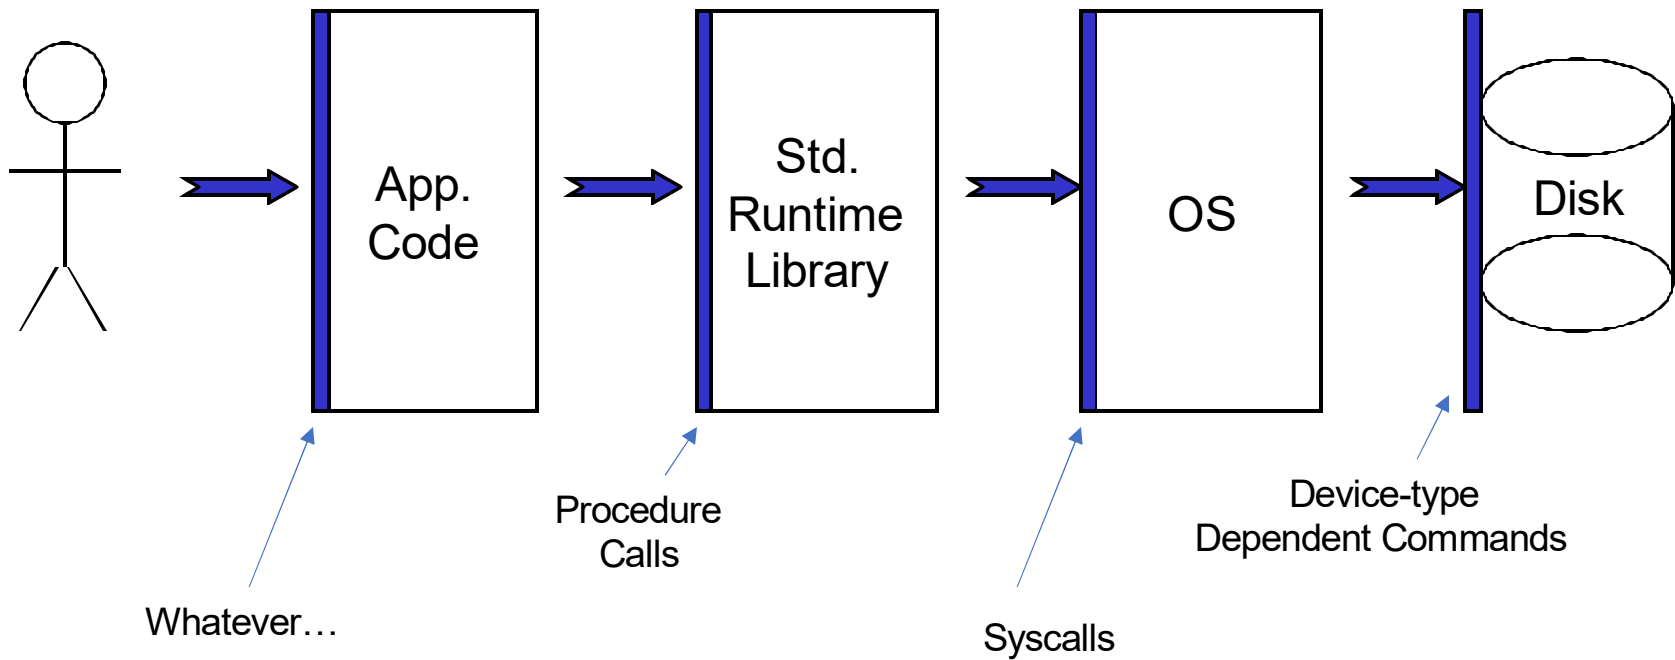 App.
Code
Std.
Runtime
Library
OS
Disk
Whatever…
Procedure
Calls
Syscalls
Device-type
Dependent Commands